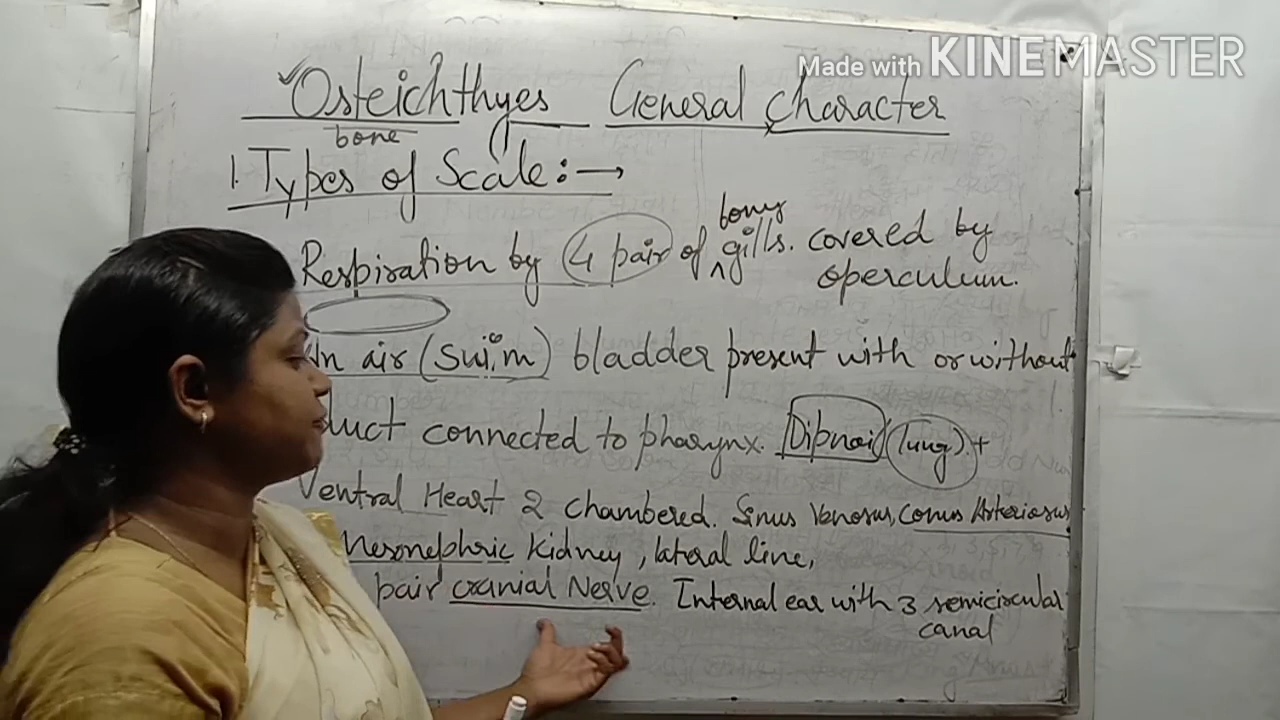 Made with KINEMASTER
Osteichthyes General Character
bone
1. Types of Scale :→
bony
Respiration by 4 pair of ^ gills. covered by
operculum.
An air (Swim) bladder present with or without
duct connected to pharynx. Dipnoi (lung) +
Ventral Heart 2 chambered. Sinus Venosus, Conus Arteriosus
Mesonephric Kidney, lateral line,
pair cranial Nerve. Internal ear with 3 semicircular
canal